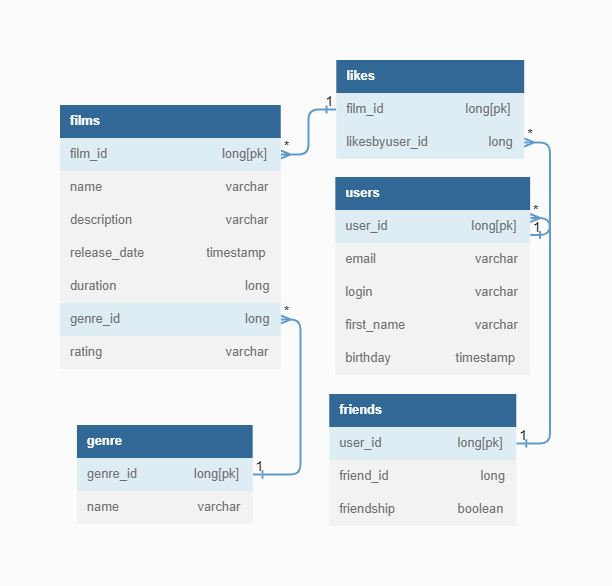 films
film_id long[pk]
name varchar
description varchar
release_date timestamp
duration long
genre_id long
rating varchar
genre
genre_id long[pk]
name varchar
likes
film_id long[pk]
likesbyuser_id long
users
user_id long[pk]
email varchar
login varchar
first_name varchar
birthday timestamp
friends
user_id long[pk]
friend_id long
friendship boolean
1
*
*
*
1
*
1
1